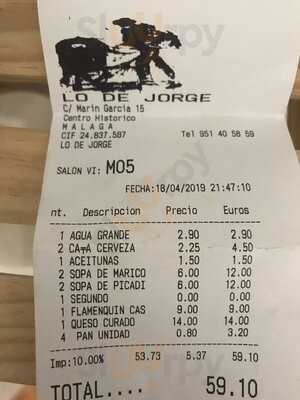 LO DE JORGE
C/ Marin Garcia 15
Centro Historico
MALAGA
CIF 24.837.587 Tel 951 40 58 59
LO DE JORGE
SALON VI: M05
FECHA:18/04/2019 21:47:10
nt. Descripcion Precio Euros
1 AGUA GRANDE 2.90 2.90
2 CAÑA CERVEZA 2.25 4.50
1 ACEITUNAS 1.50 1.50
2 SOPA DE MARICO 6.00 12.00
2 SOPA DE PICADI 6.00 12.00
1 SEGUNDO 0.00 0.00
1 FLAMENQUIN CAS 9.00 9.00
1 QUESO CURADO 14.00 14.00
4 PAN UNIDAD 0.80 3.20
Imp:10.00% 53.73 5.37 59.10
TOTAL.... 59.10